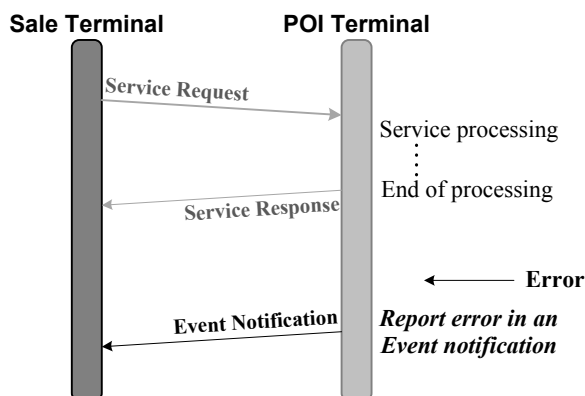 Sale Terminal
POI Terminal
Service Request
Service processing
End of processing
Service Response
Error
Event Notification
Report error in an
Event notification